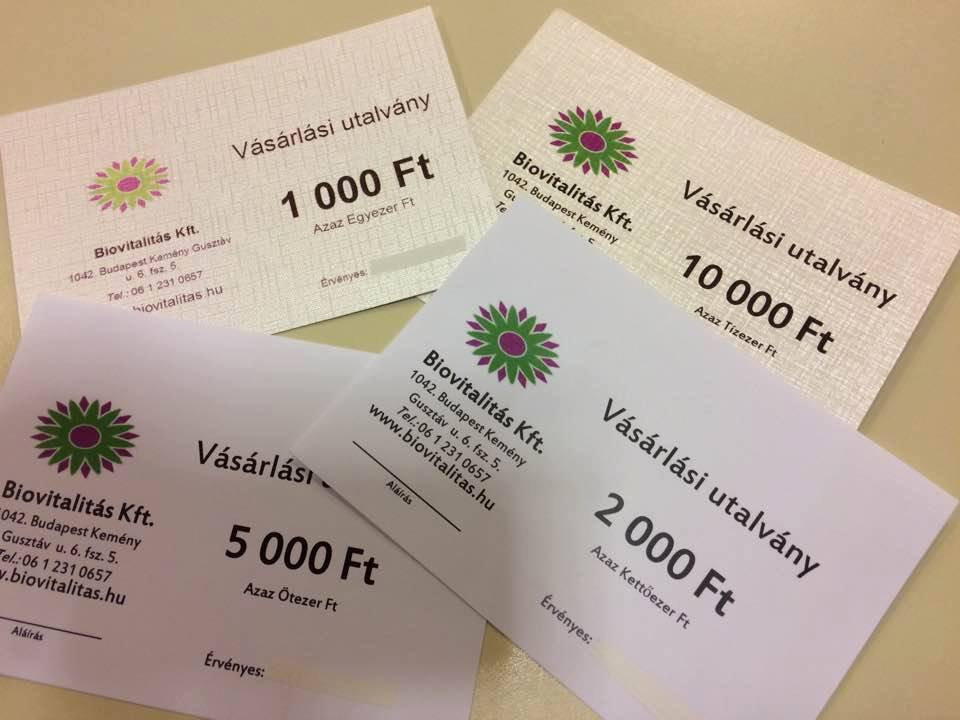 Vásárlási utalvány
1 000 Ft
Azaz Egyezer Ft
Érvényes:
Biovitalitás Kft.
1042. Budapest Kemény Gusztáv
u. 6. fsz. 5.
Tel.: 06 1 231 0657
biovitalitas.hu
Vásárlási utalvány
10 000 Ft
Azaz Tízezer Ft
Biovitalitás Kft.
1042. Budapest Kemény
Vásárlási
5 000 Ft
Azaz Ötezer Ft
Érvényes:
Biovitalitás Kft.
042. Budapest Kemény
Gusztáv u. 6. fsz. 5.
Tel.: 06 1 231 0657
w.biovitalitas.hu
Aláírás
Vásárlási utalvány
2 000 Ft
Azaz Kettőezer Ft
Érvényes:
Biovitalitás Kft.
1042. Budapest Kemény
Gusztáv u. 6. fsz. 5.
Tel.: 06 1 231 0657
www.biovitalitas.hu
Aláírás